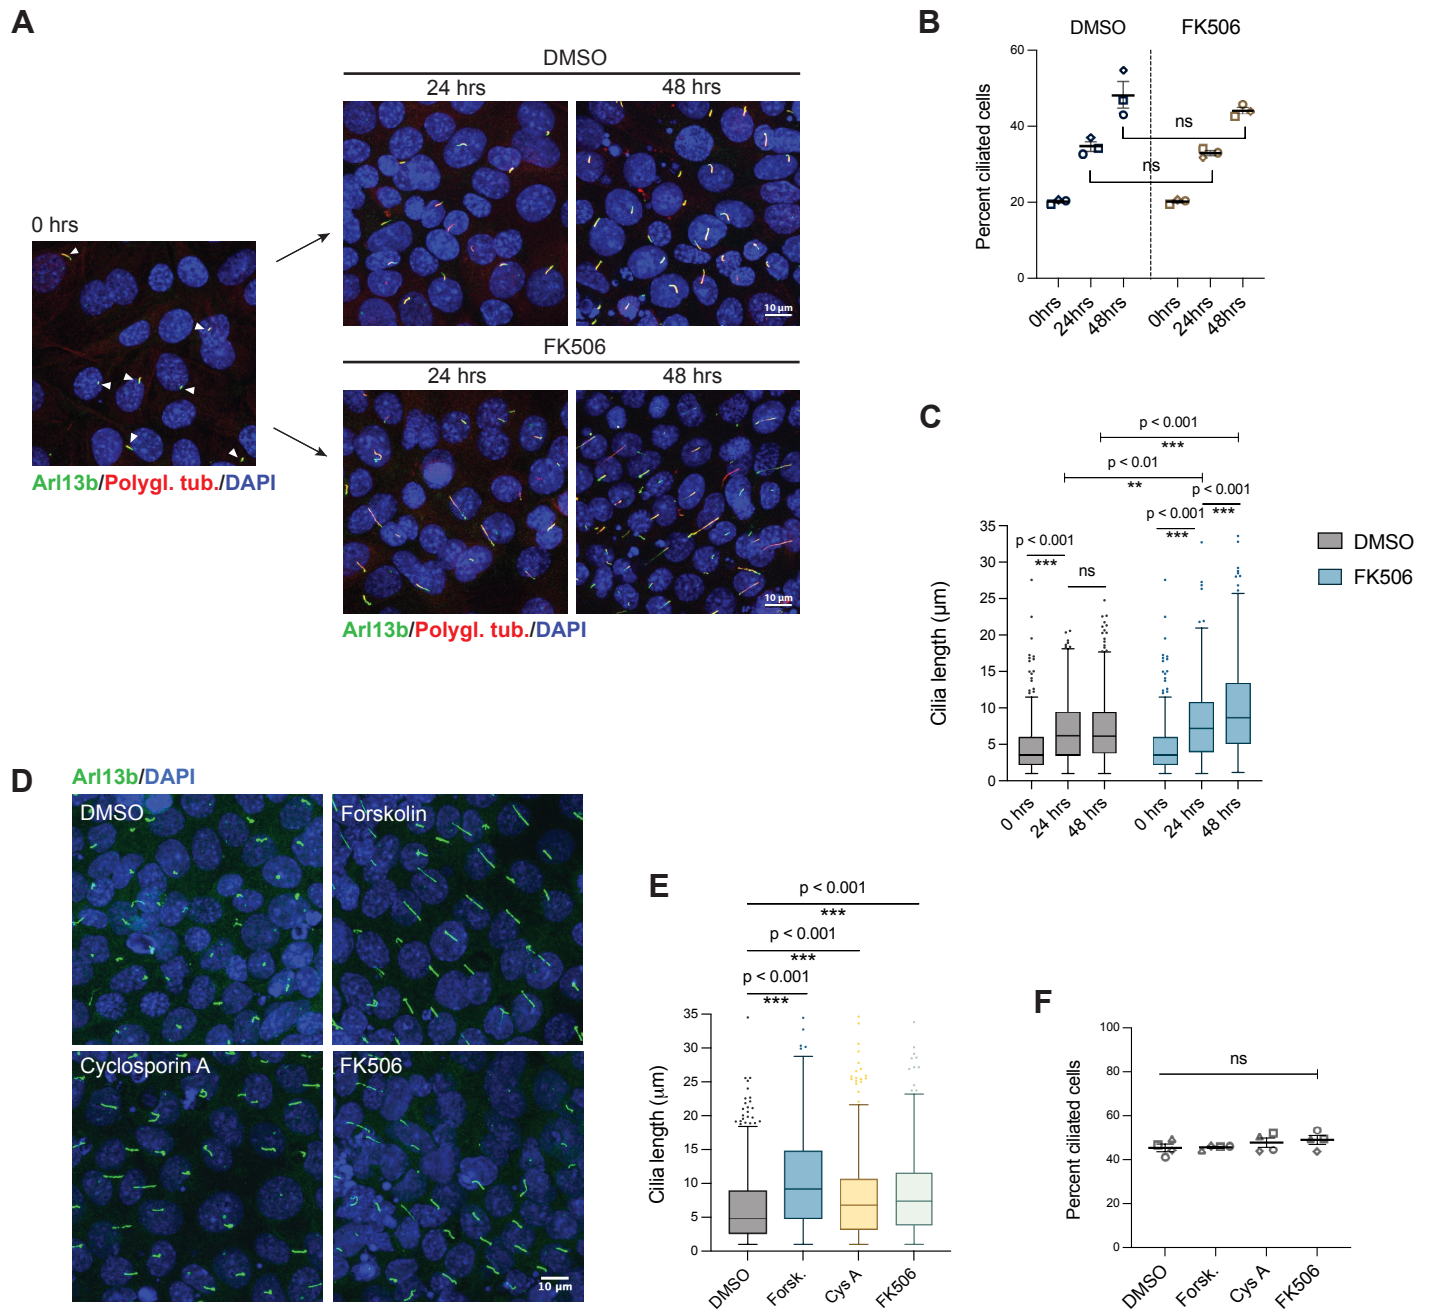 A
DMSO
24 hrs
48 hrs
0 hrs
10 µm
FK506
24 hrs
48 hrs
Arl13b/Polygl. tub./DAPI
10 µm
Arl13b/Polygl. tub./DAPI
B
DMSO
FK506
Percent ciliated cells
60
40
20
0
ns
ns
0hrs
24hrs
48hrs
0hrs
24hrs
48hrs
C
p < 0.001
***
p < 0.01
**
p < 0.001
***
p < 0.001
***
p < 0.001
***
ns
Cilia length (µm)
35
30
25
20
15
10
5
0
0 hrs
24 hrs
48 hrs
0 hrs
24 hrs
48 hrs
DMSO
FK506
D
Arl13b/DAPI
DMSO
Forskolin
Cyclosporin A
FK506
10 µm
E
p < 0.001
***
p < 0.001
***
p < 0.001
***
Cilia length (µm)
35
30
25
20
15
10
5
0
DMSO
Forsk.
Cys A
FK506
F
Percent ciliated cells
100
80
60
40
20
0
ns
DMSO
Forsk.
Cys A
FK506